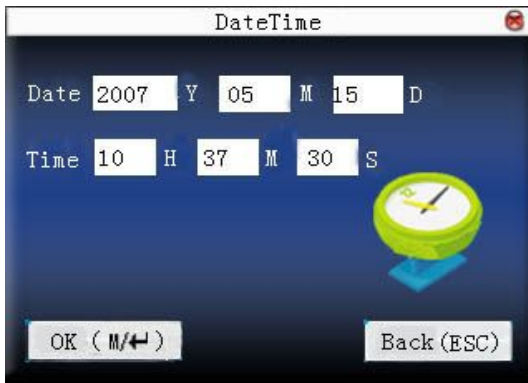 DateTime
Date 2007 Y 05 M 15 D
Time 10 H 37 M 30 S
OK (M/↵) Back(ESC)